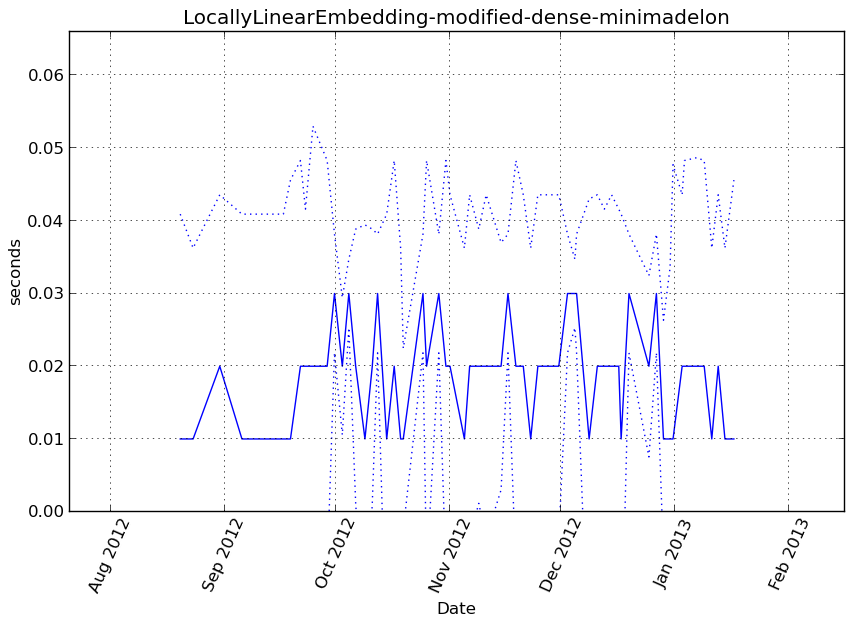 LocallyLinearEmbedding-modified-dense-minimadelon
0.06
0.05
0.04
0.03
0.02
0.01
0.00
seconds
Aug 2012
Sep 2012
Oct 2012
Nov 2012
Dec 2012
Jan 2013
Feb 2013
Date